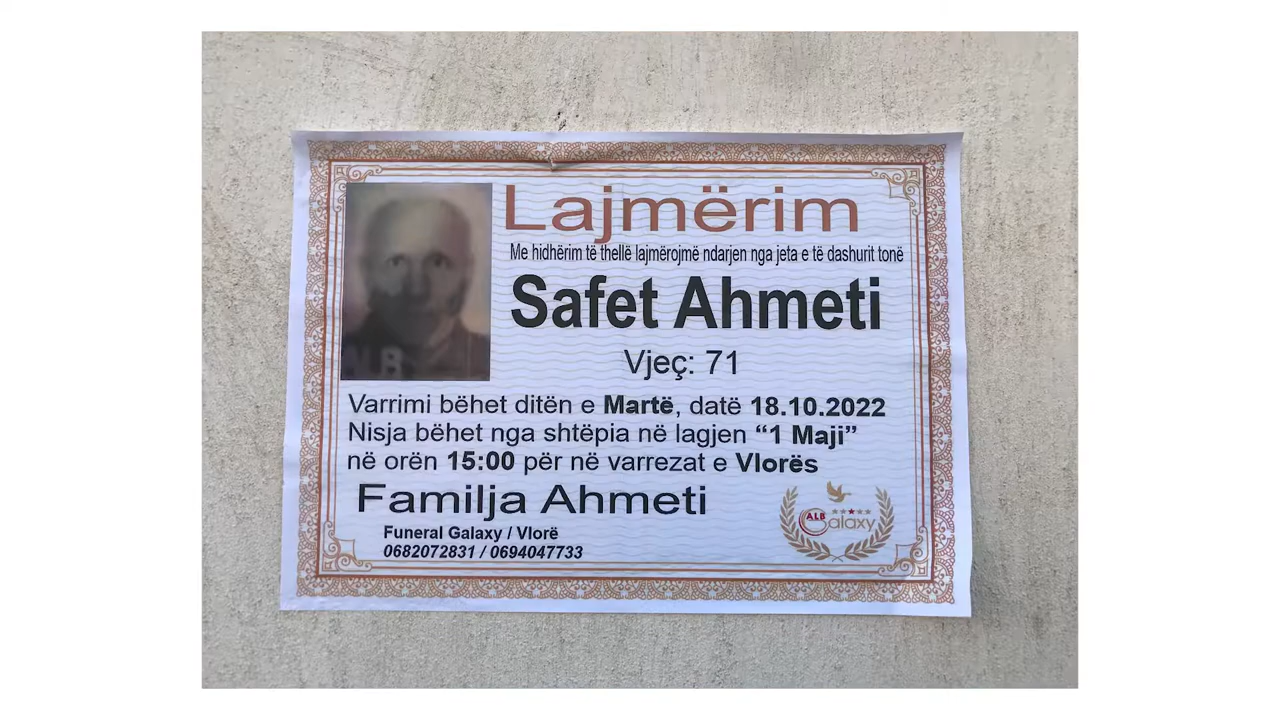 Lajmërim
Me hidhërim të thellë lajmërojmë ndarjen nga jeta e të dashurit tonë
Safet Ahmeti
Vjeç: 71
Varrimi bëhet ditën e Martë, datë 18.10.2022
Nisja bëhet nga shtëpia në lagjen “1 Maji”
në orën 15:00 për në varrezat e Vlorës
Familja Ahmeti
Funeral Galaxy / Vlorë
0682072831 / 0694047733
ALB
Galaxy